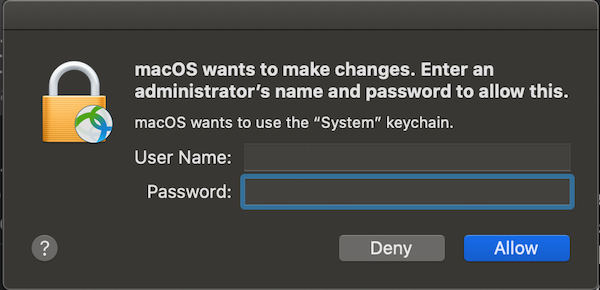 macOS wants to make changes. Enter an
administrator’s name and password to allow this.
macOS wants to use the “System” keychain.
User Name:
Password:
?
Deny
Allow